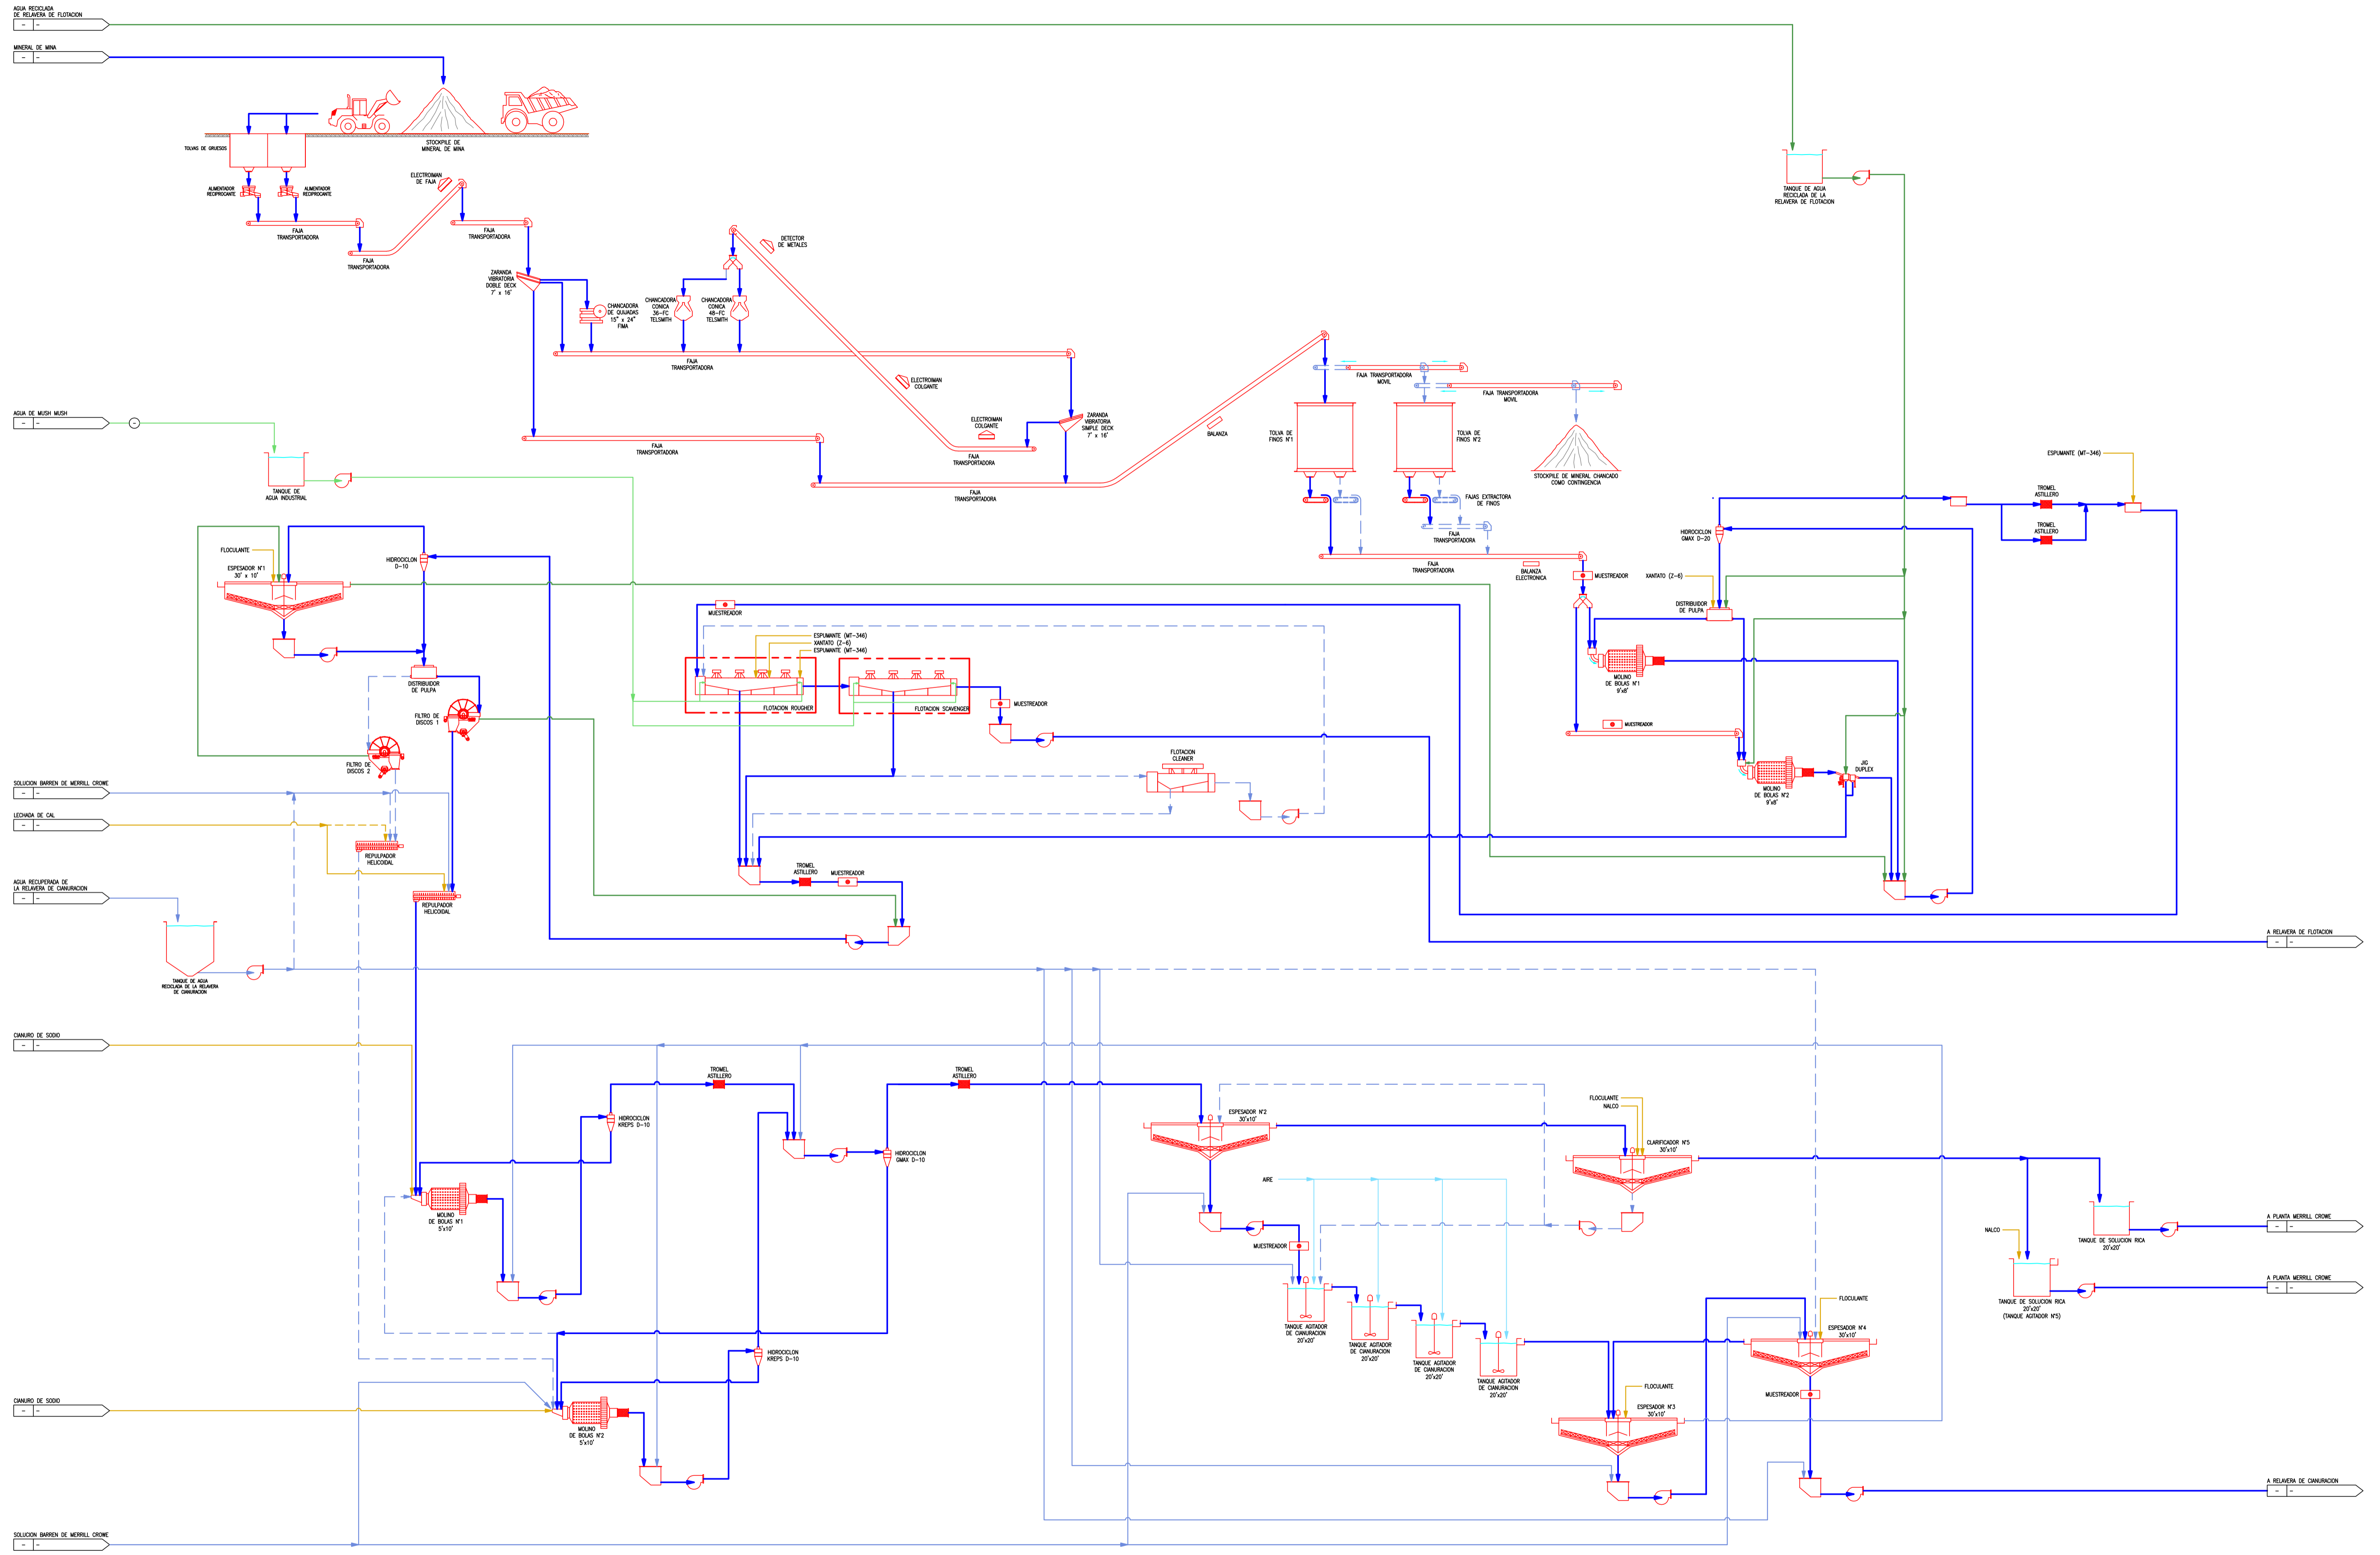 AGUA RECICLADA
DE RELAVERA DE FLOTACION
- -
MINERAL DE MINA
- -
TOLVAS DE GRUESOS
STOCKPILE DE
MINERAL DE MINA
ALIMENTADOR
RECIPROCANTE
ALIMENTADOR
RECIPROCANTE
ELECTROIMAN
DE FAJA
FAJA
TRANSPORTADORA
FAJA
TRANSPORTADORA
FAJA
TRANSPORTADORA
TANQUE DE AGUA
RECICLADA DE LA
RELAVERA DE FLOTACION
DETECTOR
DE METALES
ZARANDA
VIBRATORIA
DOBLE DECK
7' x 16'
CHANCADORA
DE QUIJADAS
15" x 24"
FIMA
CHANCADORA
CONICA
36-FC
TELSMITH
CHANCADORA
CONICA
48-FC
TELSMITH
FAJA
TRANSPORTADORA
ELECTROIMAN
COLGANTE
FAJA TRANSPORTADORA
MOVIL
FAJA TRANSPORTADORA
MOVIL
AGUA DE MUSH MUSH
- -
-
ELECTROIMAN
COLGANTE
ZARANDA
VIBRATORIA
SIMPLE DECK
7' x 16'
BALANZA
TOLVA DE
FINOS N°1
TOLVA DE
FINOS N°2
FAJA
TRANSPORTADORA
FAJA
TRANSPORTADORA
FAJA
TRANSPORTADORA
STOCKPILE DE MINERAL CHANCADO
COMO CONTINGENCIA
ESPUMANTE (MT-346)
TANQUE DE
AGUA INDUSTRIAL
FAJAS EXTRACTORA
DE FINOS
FAJA
TRANSPORTADORA
TROMEL
ASTILLERO
TROMEL
ASTILLERO
HIDROCICLON
GMAX D-20
FLOCULANTE
ESPESADOR N°1
30' x 10'
HIDROCICLON
D-10
FAJA
TRANSPORTADORA
BALANZA
ELECTRONICA
MUESTREADOR
XANTATO (Z-6)
DISTRIBUIDOR
DE PULPA
MUESTREADOR
ESPUMANTE (MT-346)
XANTATO (Z-6)
ESPUMANTE (MT-346)
FLOTACION ROUGHER
FLOTACION SCAVENGER
MUESTREADOR
DISTRIBUIDOR
DE PULPA
FILTRO DE
DISCOS 1
FILTRO DE
DISCOS 2
MOLINO
DE BOLAS N°1
9'x8'
MUESTREADOR
FLOTACION
CLEANER
JIG
DUPLEX
MOLINO
DE BOLAS N°2
9'x8'
SOLUCION BARREN DE MERRILL CROWE
- -
LECHADA DE CAL
- -
REPULPADOR
HELICOIDAL
TROMEL
ASTILLERO
MUESTREADOR
AGUA RECUPERADA DE
LA RELAVERA DE CIANURACION
- -
REPULPADOR
HELICOIDAL
A RELAVERA DE FLOTACION
- -
TANQUE DE AGUA
RECICLADA DE LA RELAVERA
DE CIANURACION
CIANURO DE SODIO
- -
TROMEL
ASTILLERO
TROMEL
ASTILLERO
HIDROCICLON
KREPS D-10
HIDROCICLON
GMAX D-10
ESPESADOR N°2
30'x10'
FLOCULANTE
NALCO
CLARIFICADOR N°5
30'x10'
AIRE
MOLINO
DE BOLAS N°1
5'x10'
MUESTREADOR
NALCO
TANQUE DE SOLUCION RICA
20'x20'
A PLANTA MERRILL CROWE
- -
A PLANTA MERRILL CROWE
- -
TANQUE DE SOLUCION RICA
20'x20'
(TANQUE AGITADOR N°5)
TANQUE AGITADOR
DE CIANURACION
20'x20'
TANQUE AGITADOR
DE CIANURACION
20'x20'
TANQUE AGITADOR
DE CIANURACION
20'x20'
TANQUE AGITADOR
DE CIANURACION
20'x20'
FLOCULANTE
ESPESADOR N°4
30'x10'
HIDROCICLON
KREPS D-10
FLOCULANTE
MUESTREADOR
ESPESADOR N°3
30'x10'
CIANURO DE SODIO
- -
MOLINO
DE BOLAS N°2
5'x10'
A RELAVERA DE CIANURACION
- -
SOLUCION BARREN DE MERRILL CROWE
- -